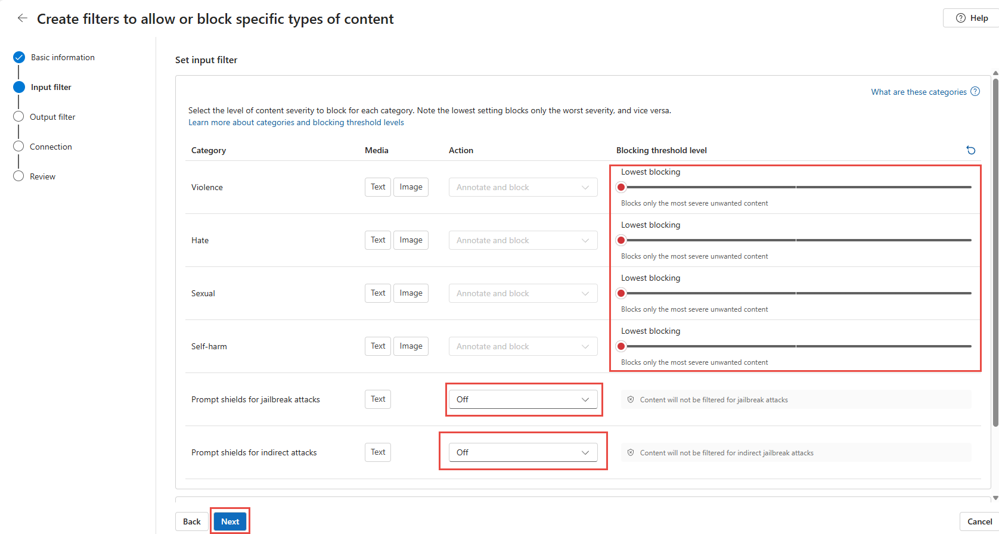 Create filters to allow or block specific types of content
Help
Basic information
Input filter
Output filter
Connection
Review
Set input filter
What are these categories
Select the level of content severity to block for each category. Note the lowest setting blocks only the worst severity, and vice versa.
Learn more about categories and blocking threshold levels
Category Media Action Blocking threshold level
Lowest blocking
Violence Text Image Annotate and block
Blocks only the most severe unwanted content
Lowest blocking
Hate Text Image Annotate and block
Blocks only the most severe unwanted content
Lowest blocking
Sexual Text Image Annotate and block
Blocks only the most severe unwanted content
Lowest blocking
Self-harm Text Image Annotate and block
Blocks only the most severe unwanted content
Prompt shields for jailbreak attacks Text Off Content will not be filtered for jailbreak attacks
Prompt shields for indirect attacks Text Off Content will not be filtered for indirect jailbreak attacks
Back Next Cancel